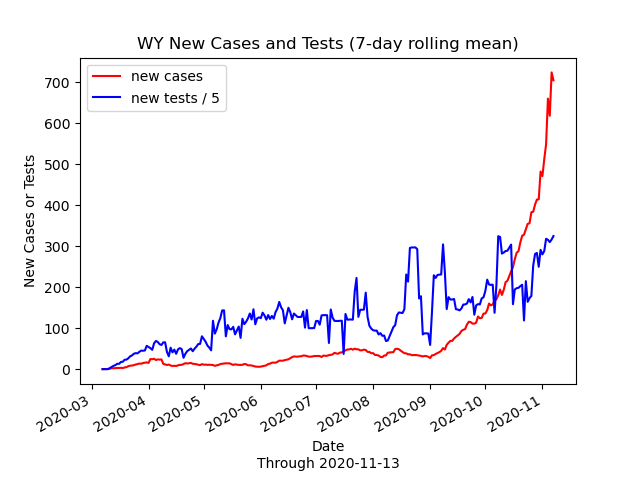 WY New Cases and Tests (7-day rolling mean)
new cases
new tests / 5
New Cases or Tests
700
600
500
400
300
200
100
0
2020-03
2020-04
2020-05
2020-06
2020-07
2020-08
2020-09
2020-10
2020-11
Date
Through 2020-11-13